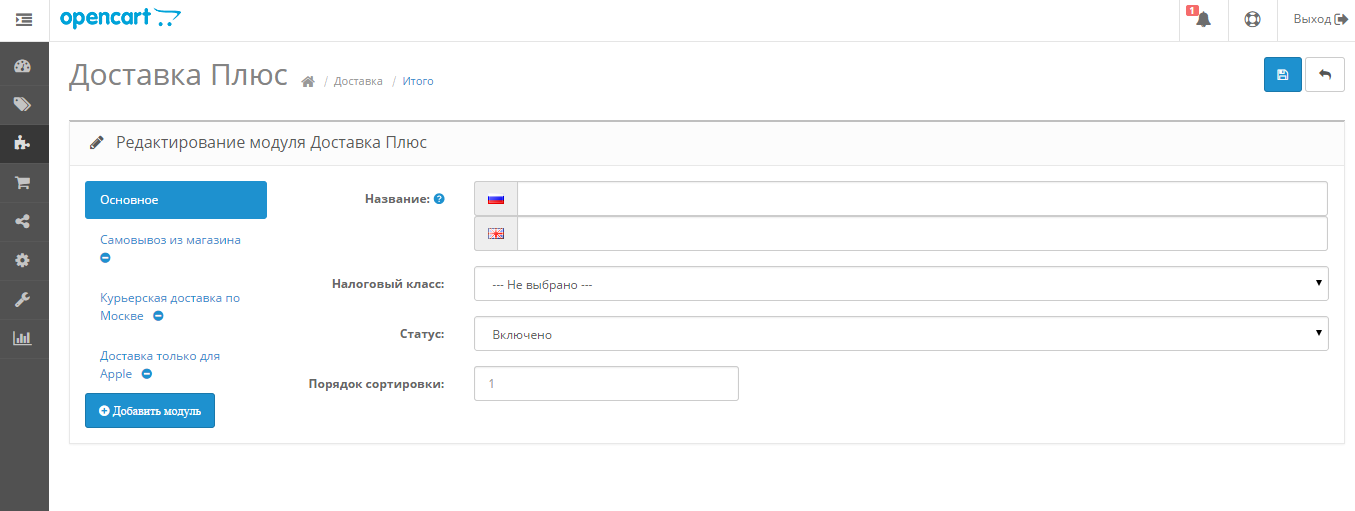 opencart
1
Выход
Доставка Плюс / Доставка / Итого
Редактирование модуля Доставка Плюс
Основное
Самовывоз из магазина
Курьерская доставка по
Москве
Доставка только для
Apple
Добавить модуль
Название:
Налоговый класс:
--- Не выбрано ---
Статус:
Включено
Порядок сортировки:
1